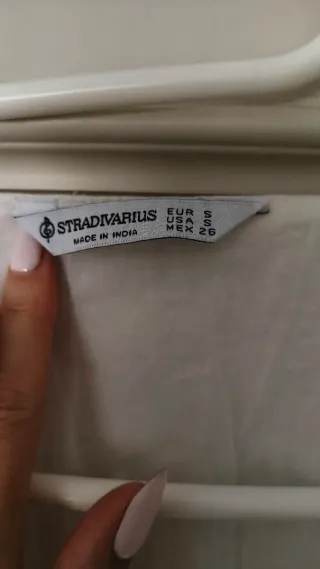 STRADIVARIUS
MADE IN INDIA
EUR S
USA S
MEX 26